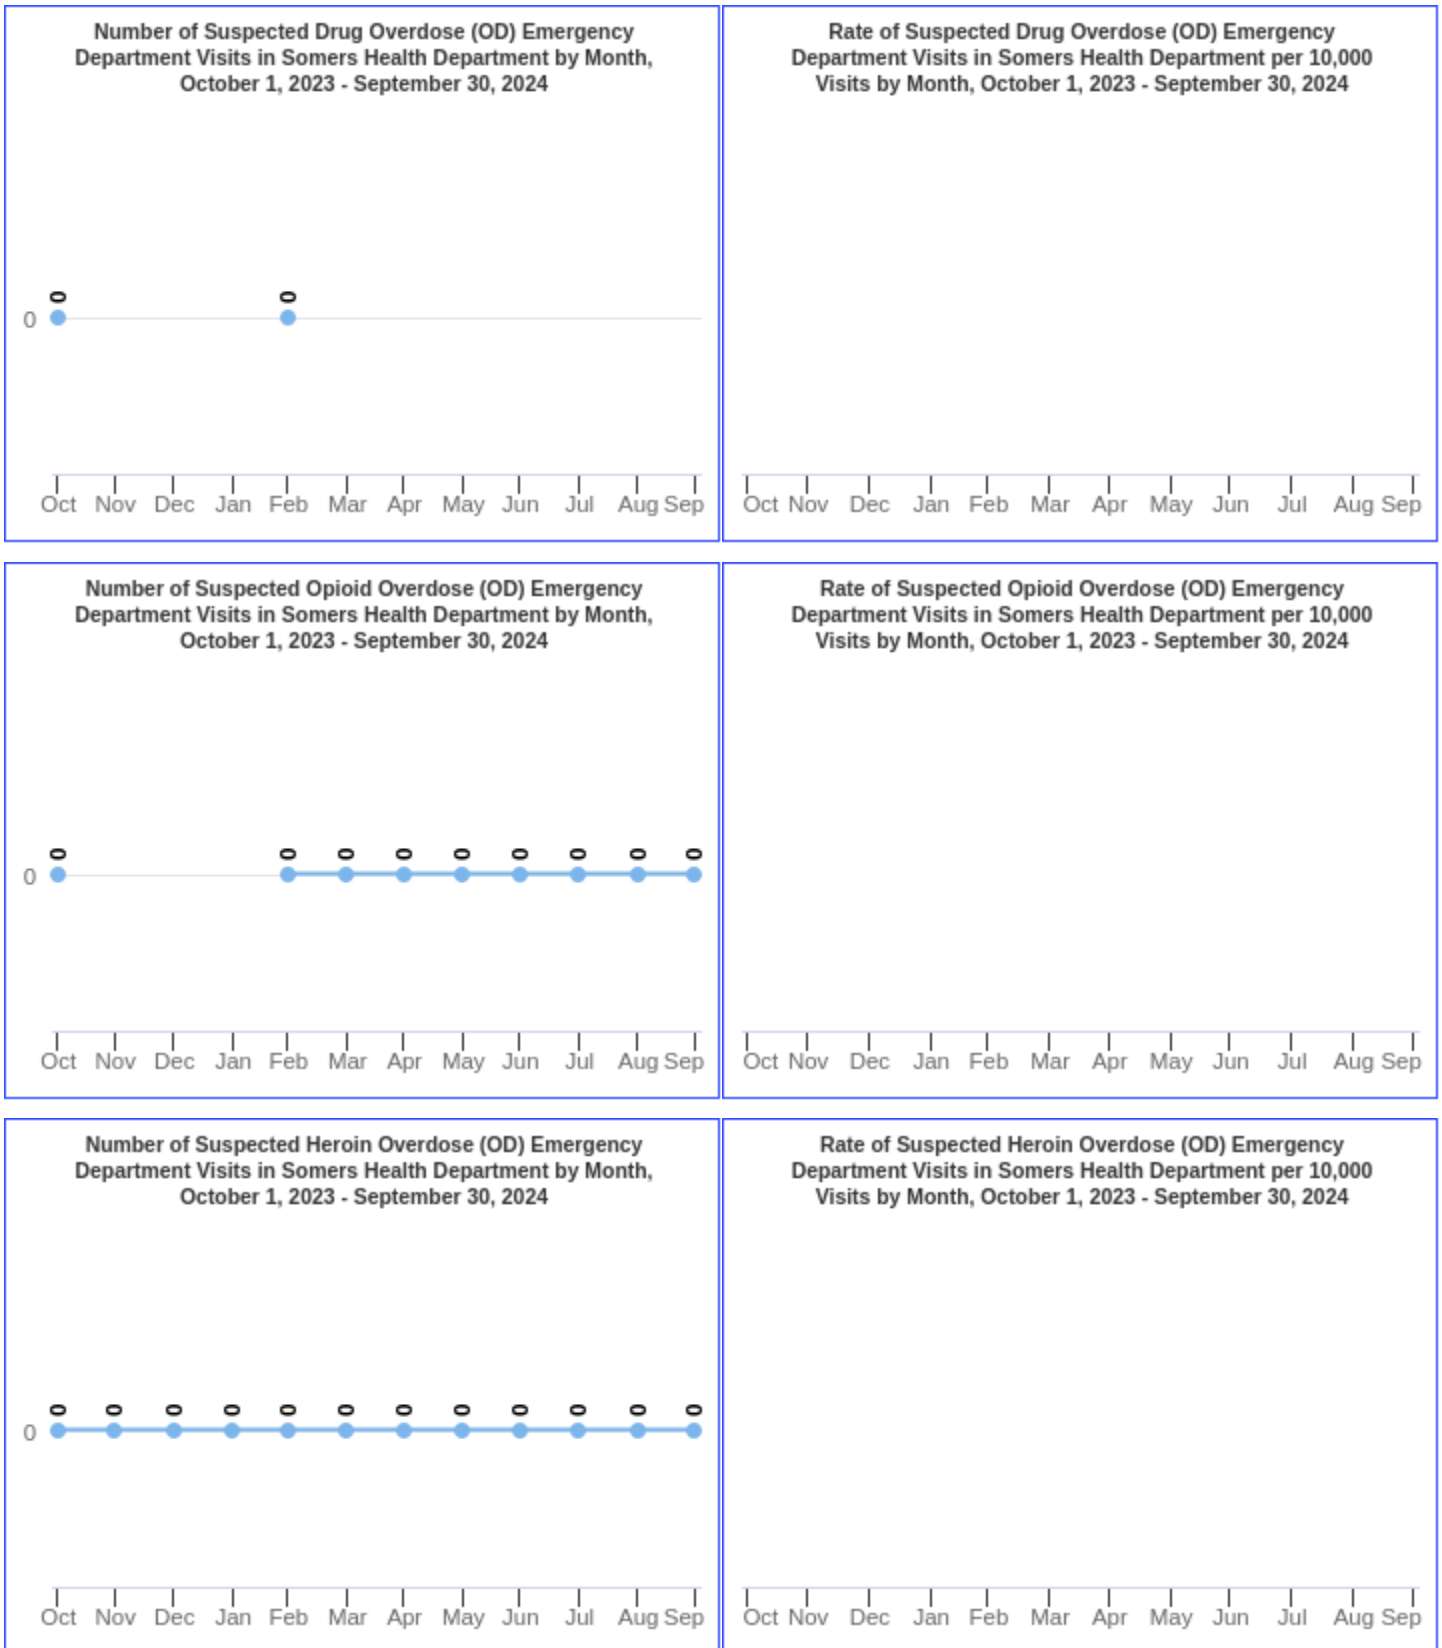 Number of Suspected Drug Overdose (OD) Emergency
Department Visits in Somers Health Department by Month,
October 1, 2023 - September 30, 2024
0 0
0
Oct Nov Dec Jan Feb Mar Apr May Jun Jul Aug Sep
Rate of Suspected Drug Overdose (OD) Emergency
Department Visits in Somers Health Department per 10,000
Visits by Month, October 1, 2023 - September 30, 2024
Oct Nov Dec Jan Feb Mar Apr May Jun Jul Aug Sep
Number of Suspected Opioid Overdose (OD) Emergency
Department Visits in Somers Health Department by Month,
October 1, 2023 - September 30, 2024
0 0 0 0 0 0 0 0 0
0
Oct Nov Dec Jan Feb Mar Apr May Jun Jul Aug Sep
Rate of Suspected Opioid Overdose (OD) Emergency
Department Visits in Somers Health Department per 10,000
Visits by Month, October 1, 2023 - September 30, 2024
Oct Nov Dec Jan Feb Mar Apr May Jun Jul Aug Sep
Number of Suspected Heroin Overdose (OD) Emergency
Department Visits in Somers Health Department by Month,
October 1, 2023 - September 30, 2024
0 0 0 0 0 0 0 0 0 0 0 0
0
Oct Nov Dec Jan Feb Mar Apr May Jun Jul Aug Sep
Rate of Suspected Heroin Overdose (OD) Emergency
Department Visits in Somers Health Department per 10,000
Visits by Month, October 1, 2023 - September 30, 2024
Oct Nov Dec Jan Feb Mar Apr May Jun Jul Aug Sep